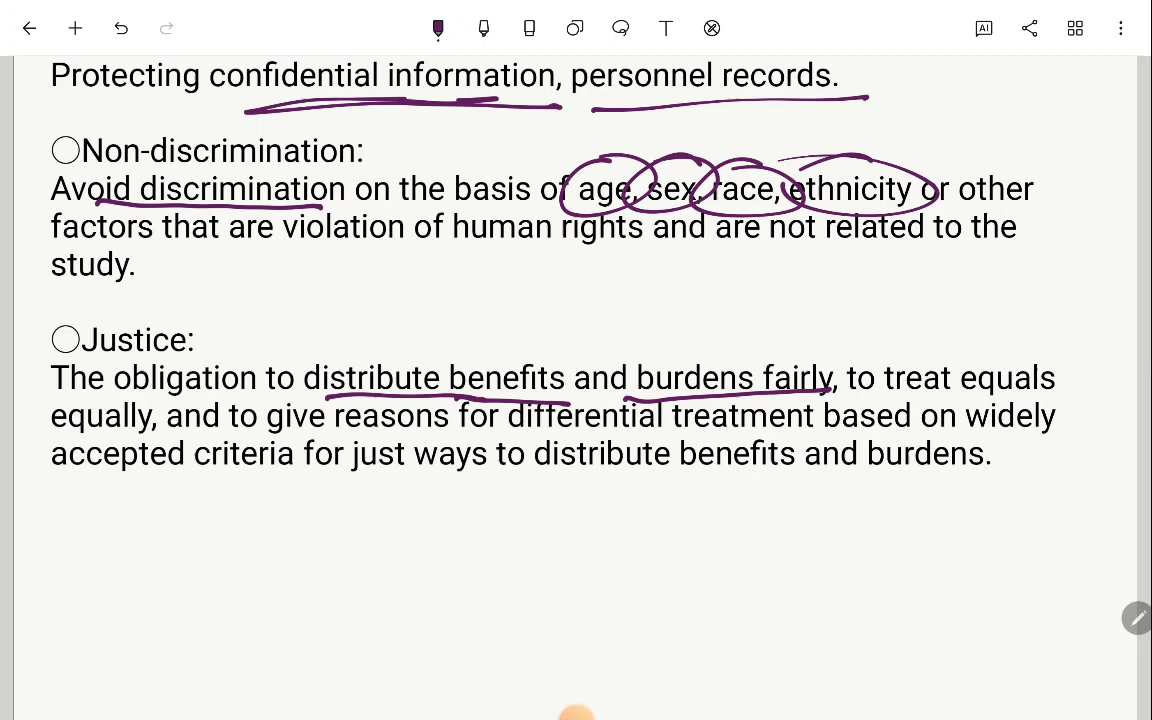 AI
T
Protecting confidential information, personnel records.
○Non-discrimination:
Avoid discrimination on the basis of age, sex, race, ethnicity or other
factors that are violation of human rights and are not related to the
study.
○Justice:
The obligation to distribute benefits and burdens fairly, to treat equals
equally, and to give reasons for differential treatment based on widely
accepted criteria for just ways to distribute benefits and burdens.